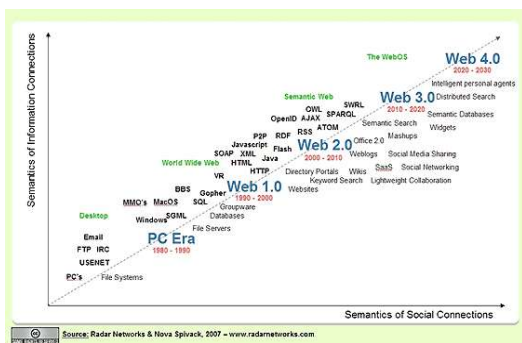 Semantics of Information Connections
The WebOS
Web 4.0
2020 - 2030
Intelligent personal agents
Semantic Web
SWRL
Web 3.0
2010 - 2020
Distributed Search
OWL
SPARQL
OpenID AJAX
Semantic Databases
ATOM
Semantic Search
Widgets
P2P RDF RSS
Office 2.0
Mashups
Javascript Flash
Web 2.0
2000 - 2010
SOAP XML
Java
Weblogs Social Media Sharing
World Wide Web
HTML
HTTP
Directory Portals Wikis
SaaS Social Networking
VR
Keyword Search Lightweight Collaboration
BBS
Gopher
Web 1.0
1990 - 2000
Websites
MMO's MacOS SQL
Groupware
Desktop
SGML
Databases
Windows
File Servers
Email
PC Era
1980 - 1990
FTP IRC
USENET
PC's File Systems
Semantics of Social Connections
cc
SOME RIGHTS RESERVED
Source: Radar Networks & Nova Spivack, 2007 – www.radarnetworks.com